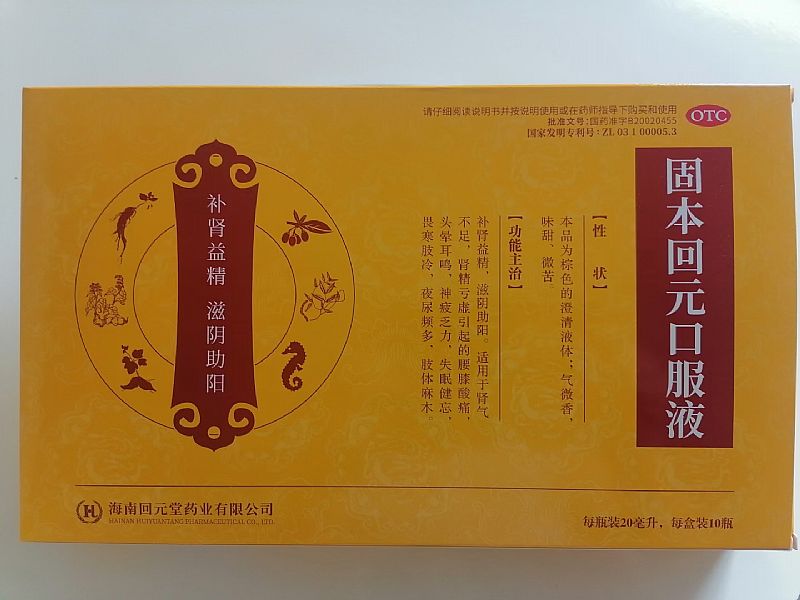 请仔细阅读说明书并按说明使用或在药师指导下购买和使用
批准文号:国药准字B20020455
国家发明专利号:ZL 03 1 00005.3
OTC
固本回元口服液
【性 状】
本品为棕色的澄清液体;气微香,
味甜、微苦。
【功能主治】
补肾益精,滋阴助阳。适用于肾气
不足,肾精亏虚引起的腰膝酸痛,
头晕耳鸣,神疲乏力,失眠健忘,
畏寒肢冷,夜尿频多,肢体麻木。
补肾益精 滋阴助阳
H
海南回元堂药业有限公司
HAINAN HUIYUANTANG PHARMACEUTICAL CO., LTD.
每瓶装20毫升,每盒装10瓶